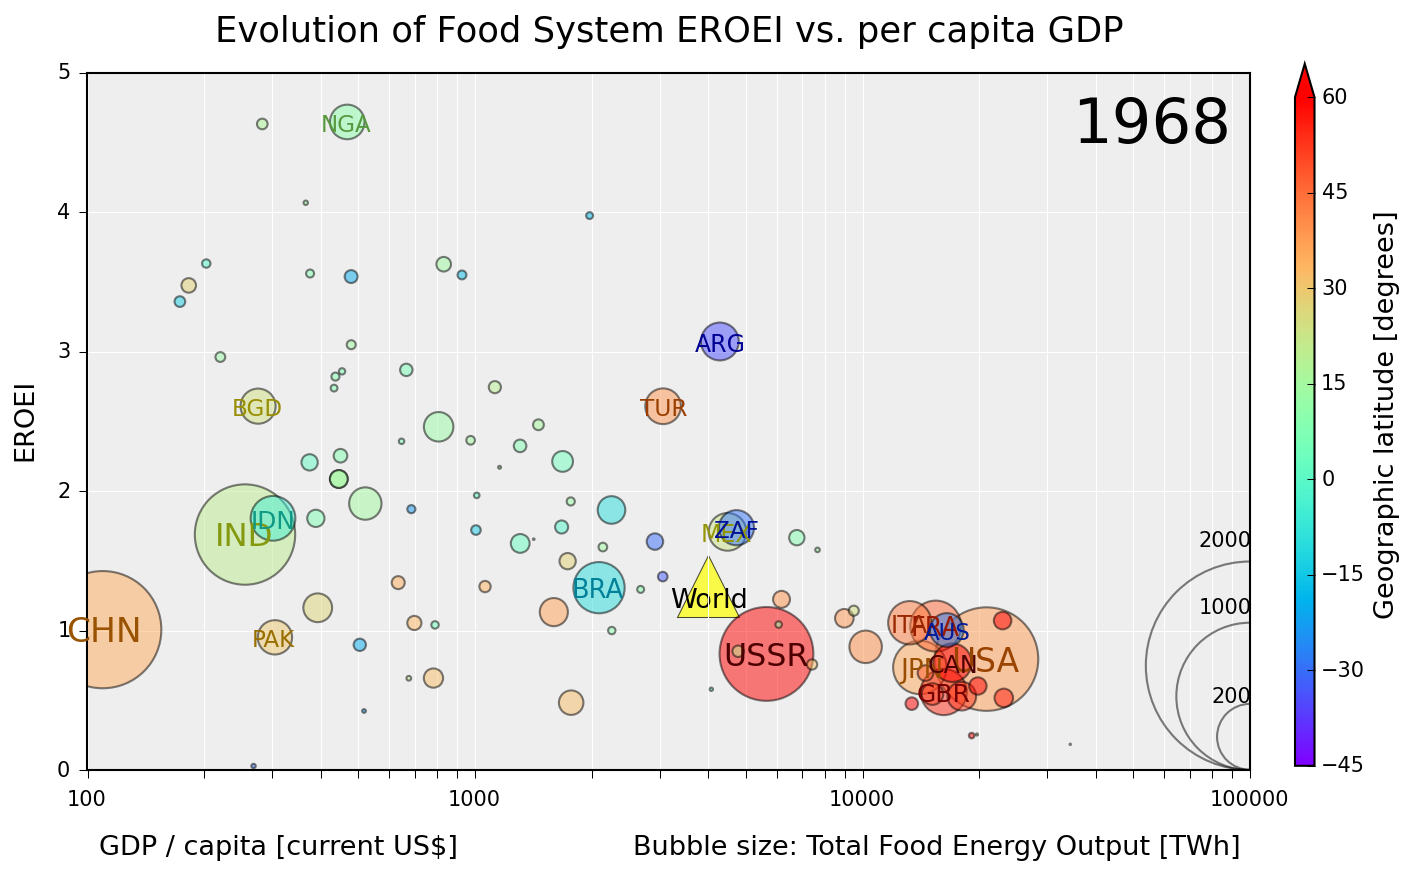 Evolution of Food System EROEI vs. per capita GDP
1968
5
4
3
2
1
0
EROEI
NGA
ARG
BGD
TUR
IND
IDN
MEX
ZAF
BRA
World
CHN
PAK
USSR
ITA
FRA
AUS
JPN
CAN
USA
GBR
2000
1000
200
100
1000
10000
100000
GDP / capita [current US$]
Bubble size: Total Food Energy Output [TWh]
60
45
30
15
0
−15
−30
−45
Geographic latitude [degrees]